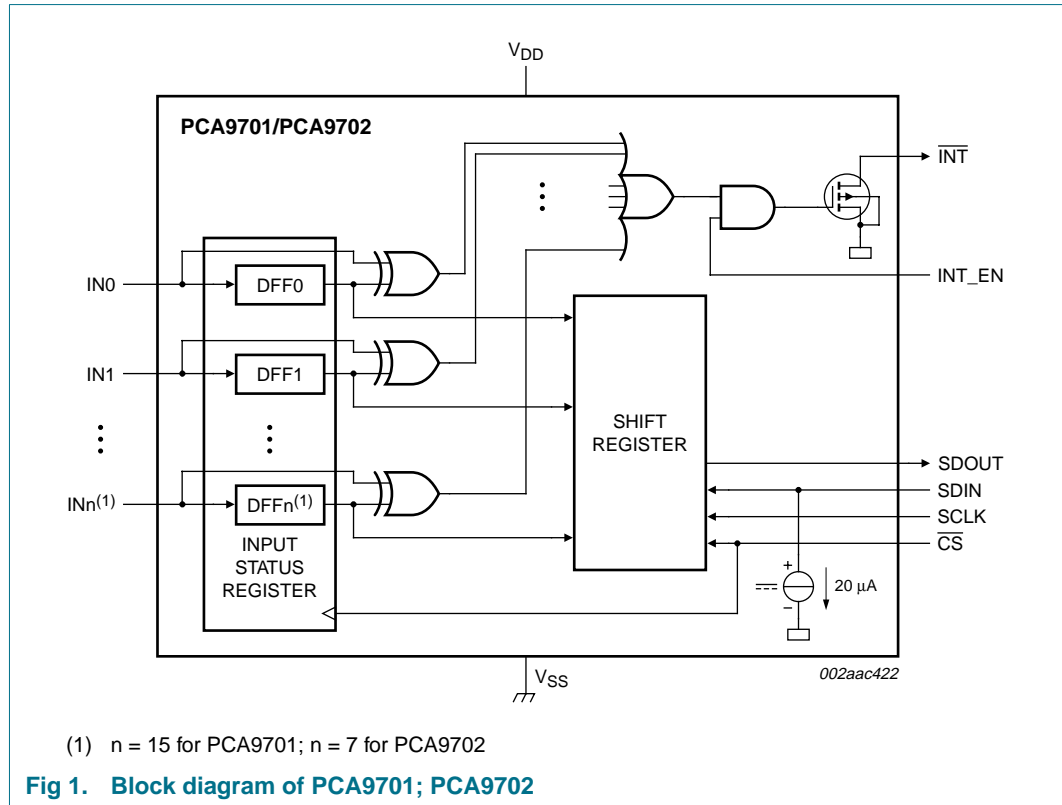 VDD
PCA9701/PCA9702
INT
INT_EN
IN0
DFF0
IN1
DFF1
INn(1)
DFFn(1)
INPUT
STATUS
REGISTER
SHIFT
REGISTER
SDOUT
SDIN
SCLK
CS
+
20 μA
−
VSS
002aac422
(1) n = 15 for PCA9701; n = 7 for PCA9702
Fig 1. Block diagram of PCA9701; PCA9702